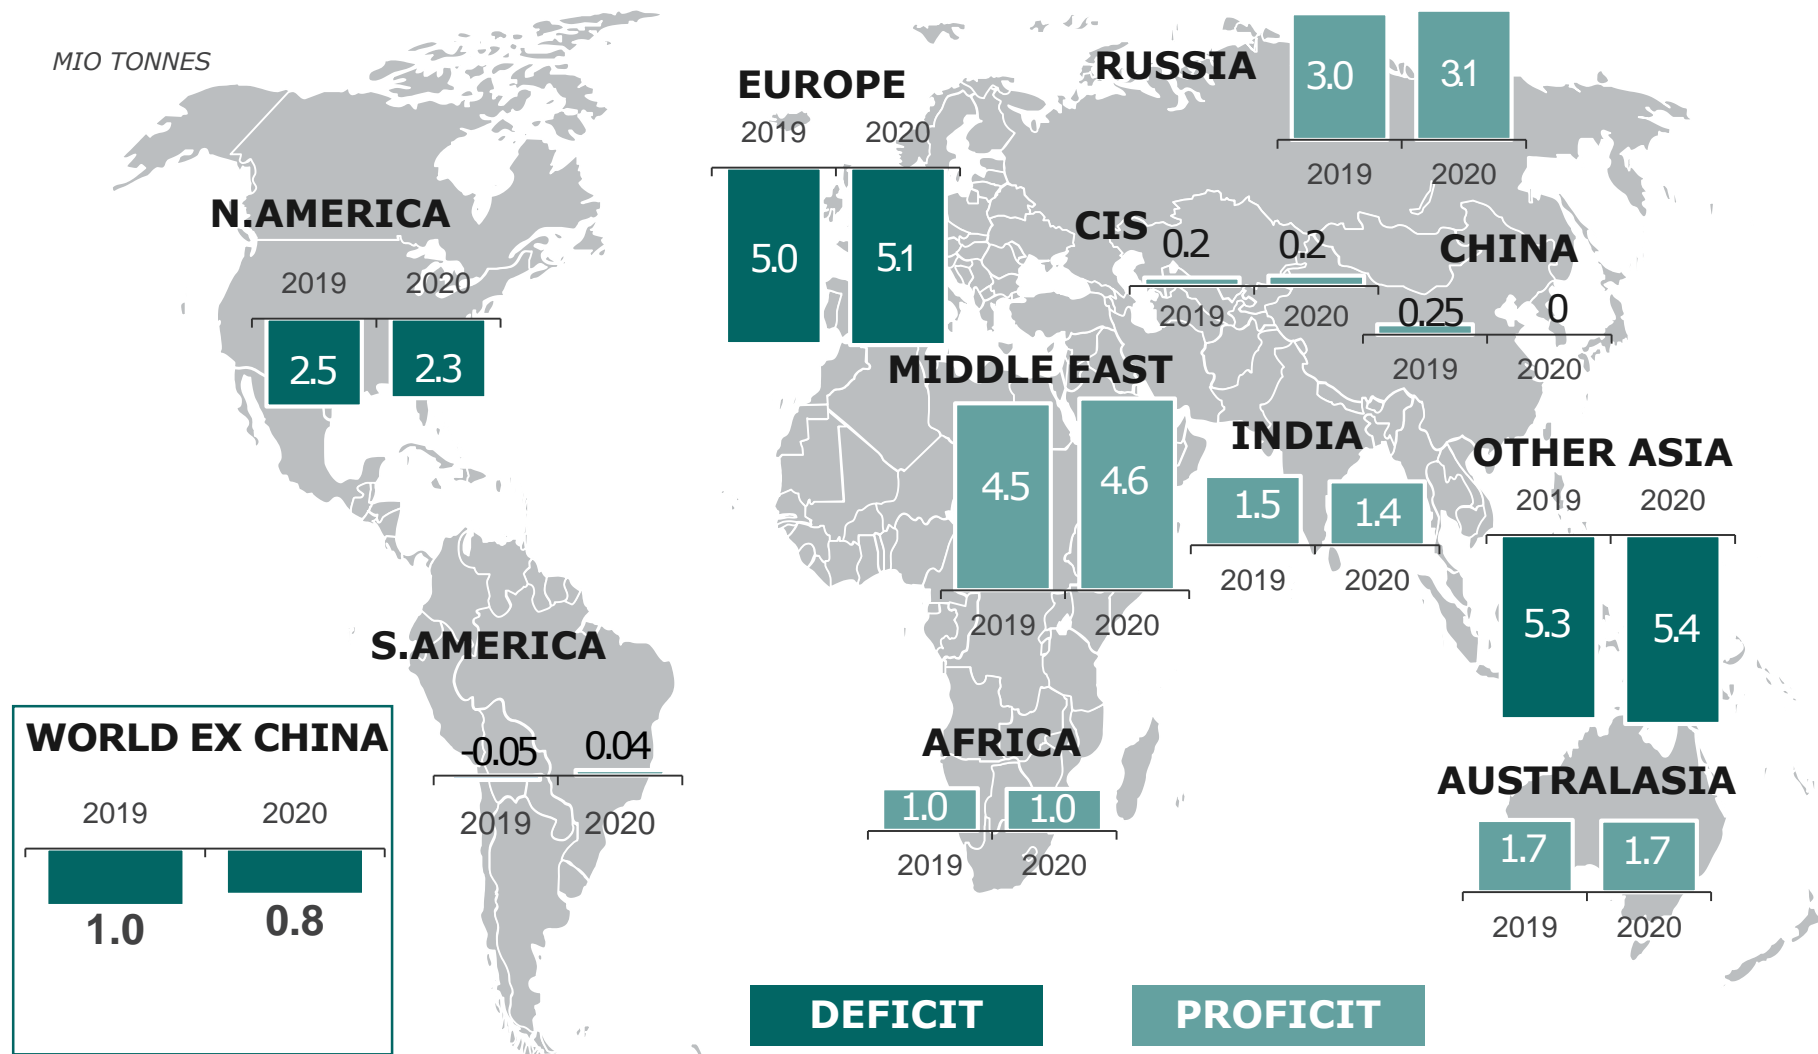 MIO TONNES
N.AMERICA
2019 2020
2.5 2.3
EUROPE
2019 2020
5.0 5.1
RUSSIA
3.0 3.1
2019 2020
CIS
0.2 0.2
2019 2020
CHINA
0.25 0
2019 2020
MIDDLE EAST
4.5 4.6
2019 2020
INDIA
1.5 1.4
2019 2020
OTHER ASIA
2019 2020
5.3 5.4
S.AMERICA
-0.05 0.04
2019 2020
AFRICA
1.0 1.0
2019 2020
AUSTRALASIA
1.7 1.7
2019 2020
WORLD EX CHINA
2019 2020
1.0 0.8
DEFICIT
PROFICIT